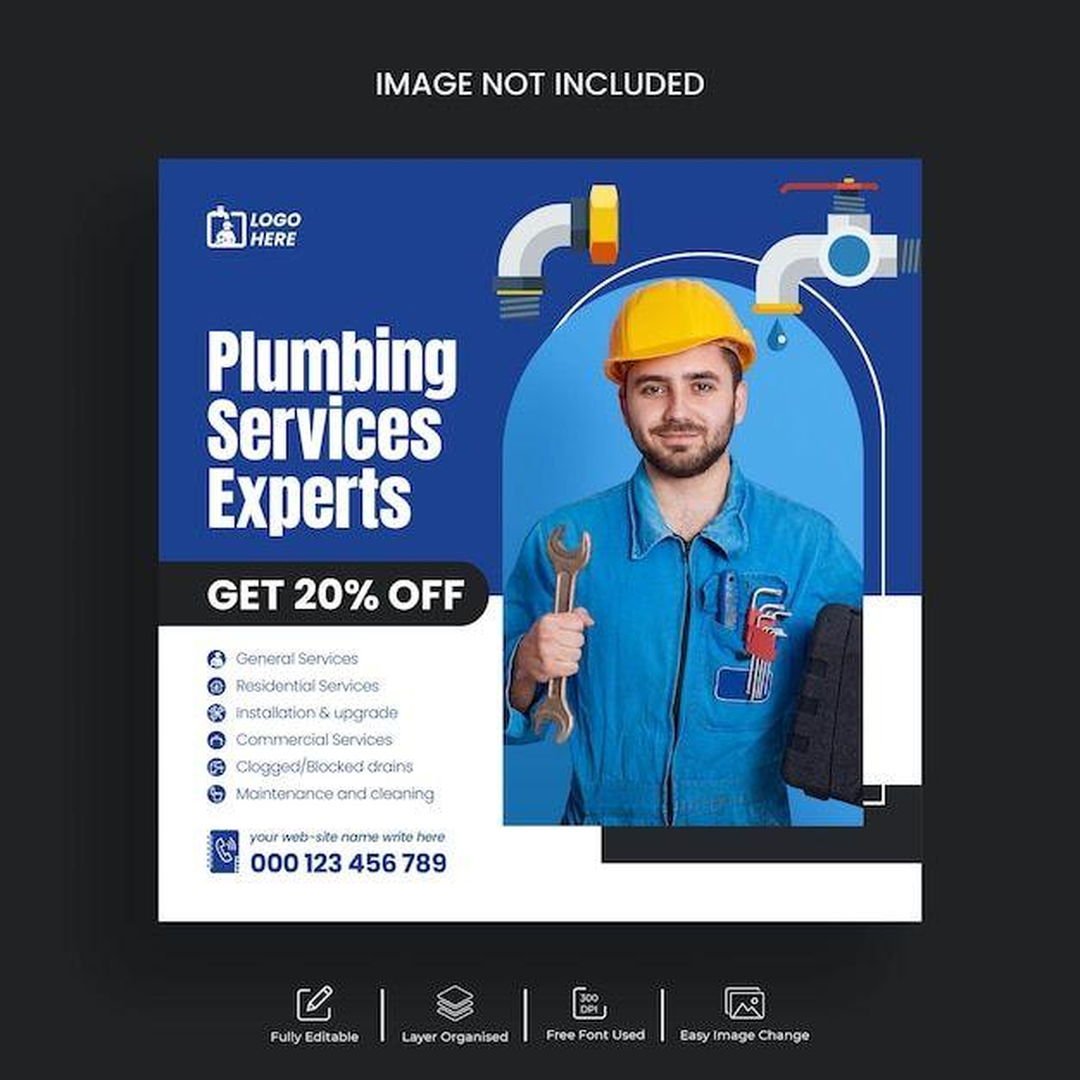 IMAGE NOT INCLUDED
LOGO
HERE
Plumbing
Services
Experts
GET 20% OFF
General Services
Residential Services
Installation & upgrade
Commercial Services
Clogged/Blocked drains
Maintenance and cleaning
your web-site name write here
000 123 456 789
300
DPI
Fully Editable
Layer Organised
Free Font Used
Easy Image Change